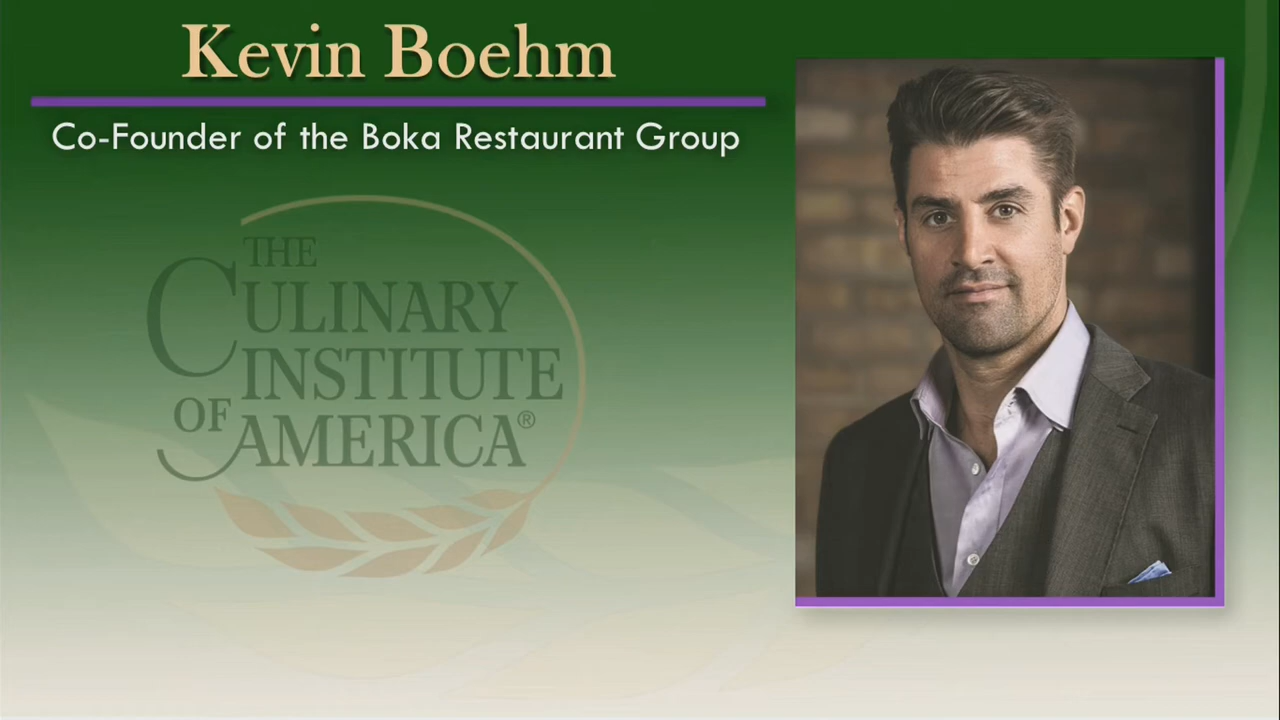 Kevin Boehm
Co-Founder of the Boka Restaurant Group
THE
CULINARY
INSTITUTE
OF AMERICA®